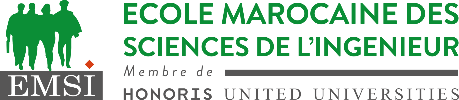 ECOLE MAROCAINE DES
SCIENCES DE L'INGENIEUR
EMSI
Membre de
HONORIS UNITED UNIVERSITIES